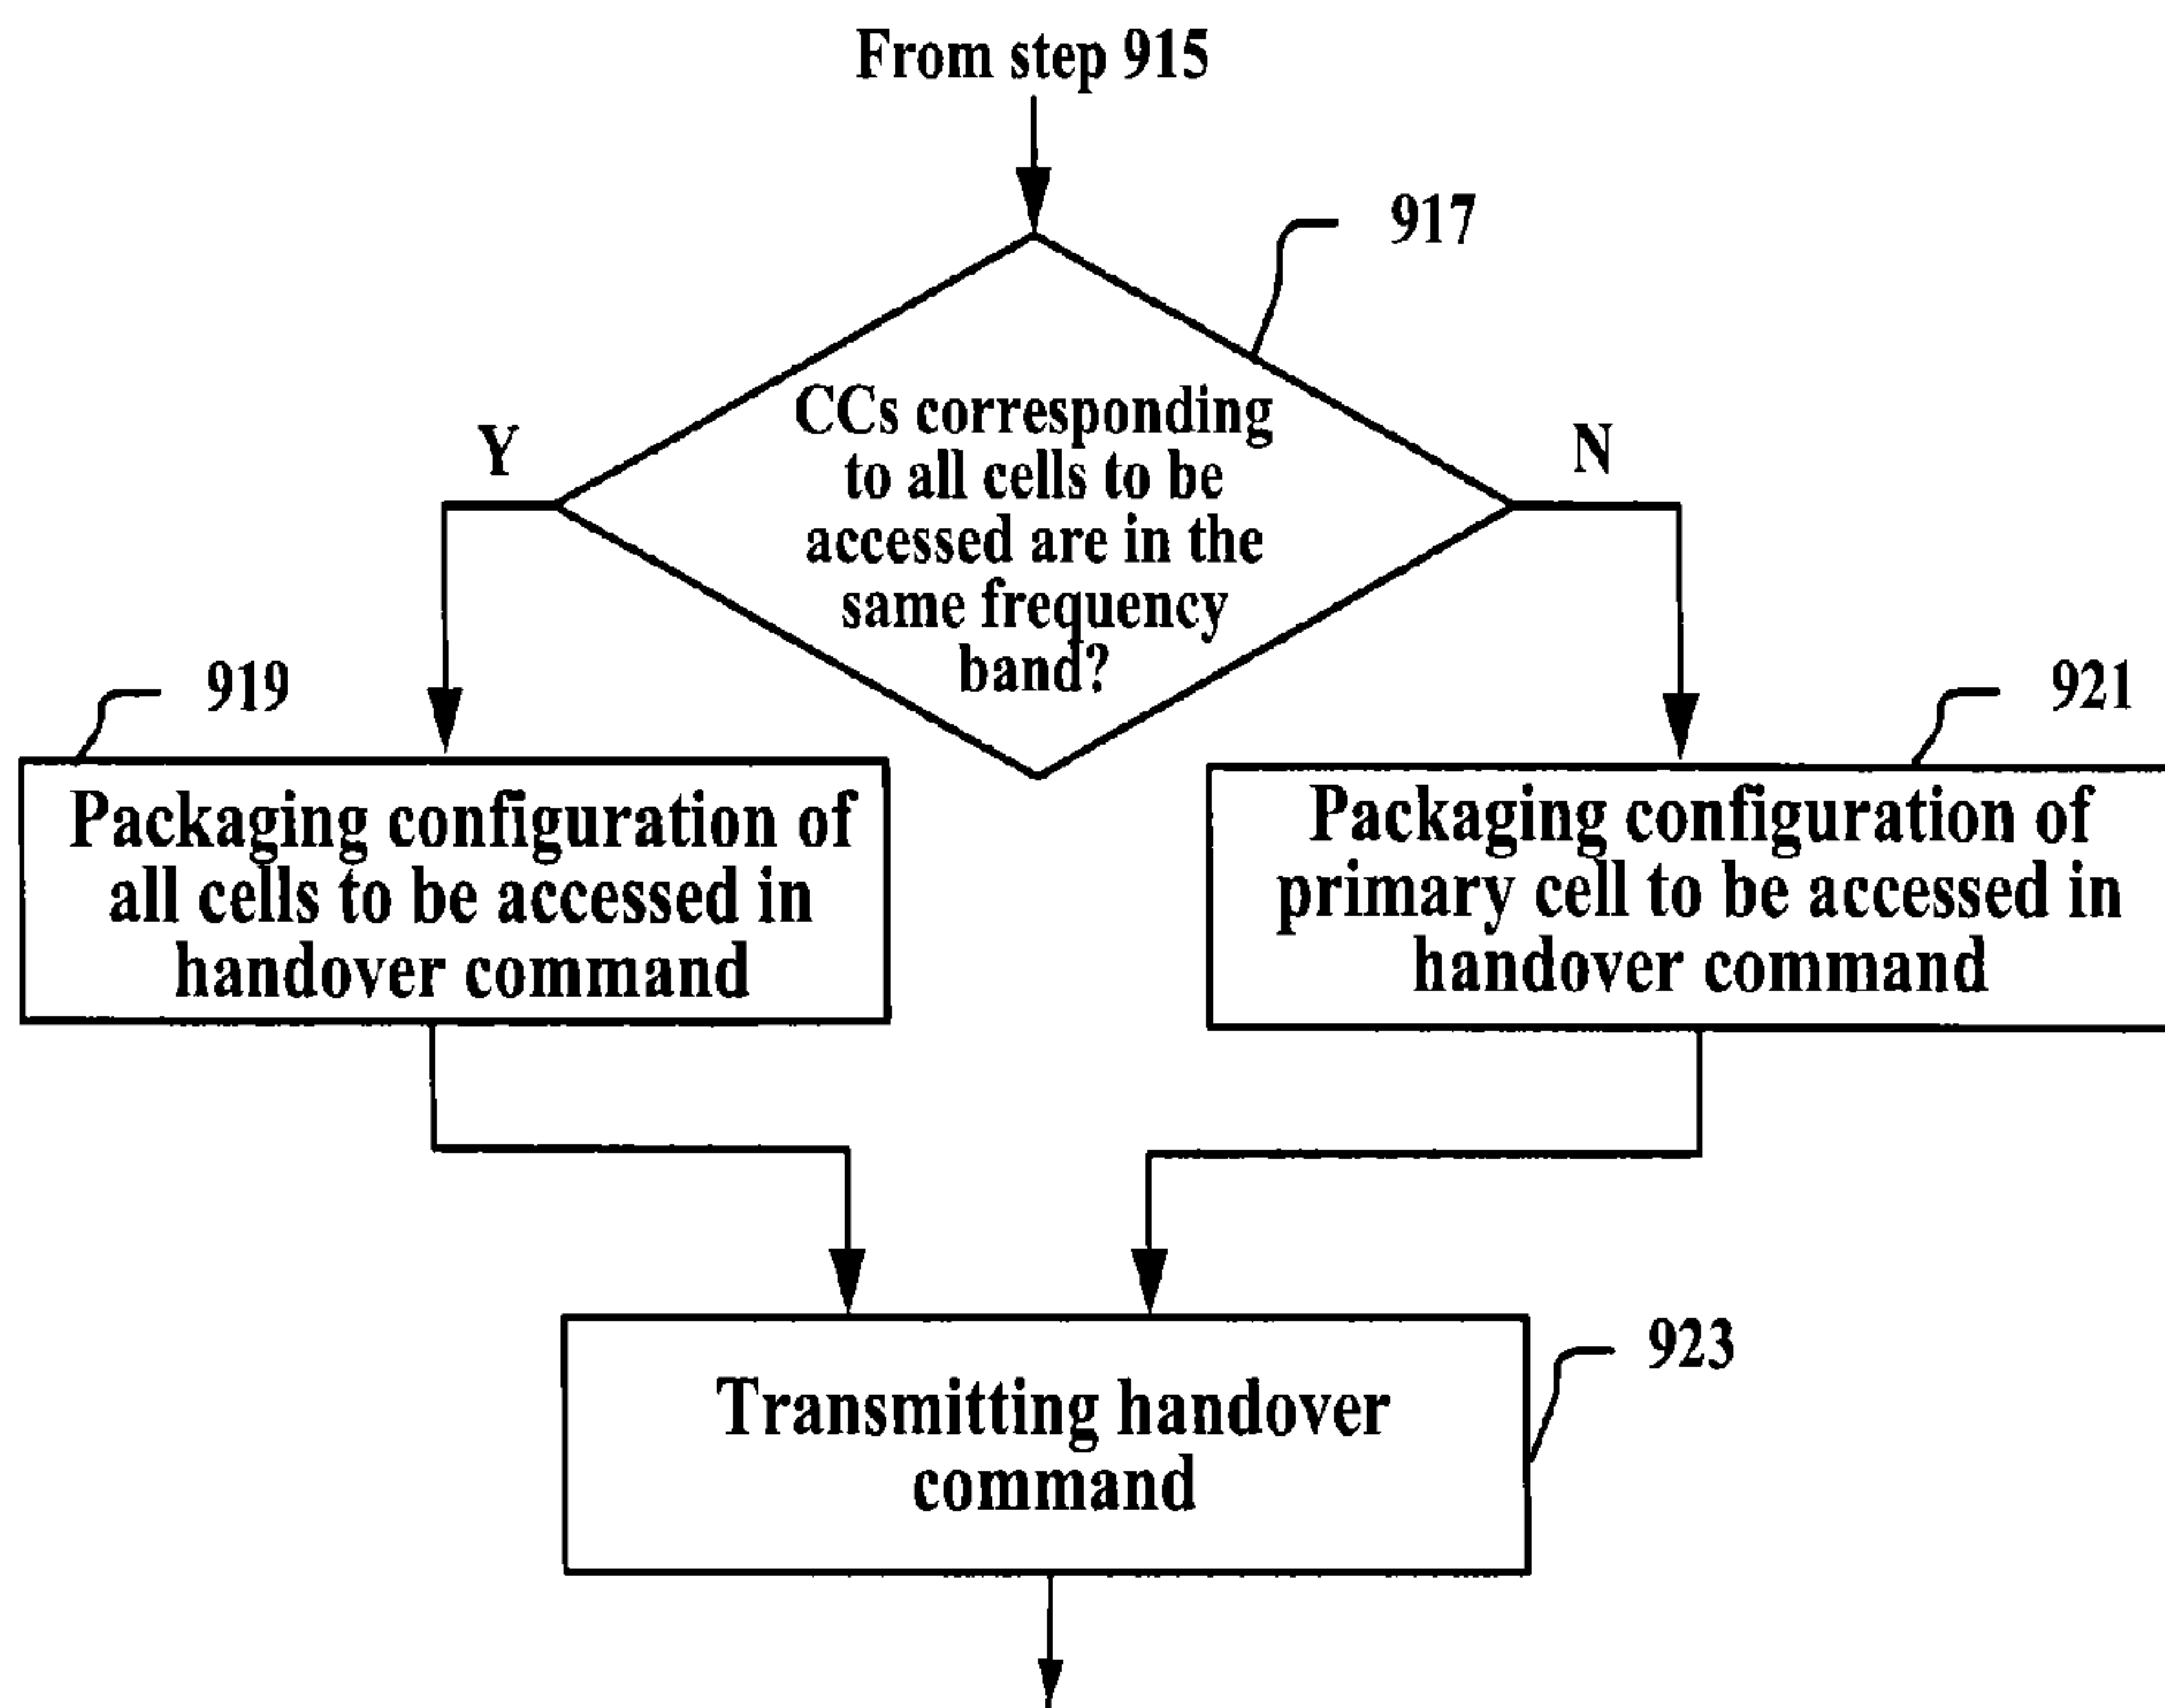 From step 915
917
CCs corresponding
to all cells to be
accessed are in the
same frequency
band?
Y
N
919
Packaging configuration of
all cells to be accessed in
handover command
921
Packaging configuration of
primary cell to be accessed in
handover command
923
Transmitting handover
command